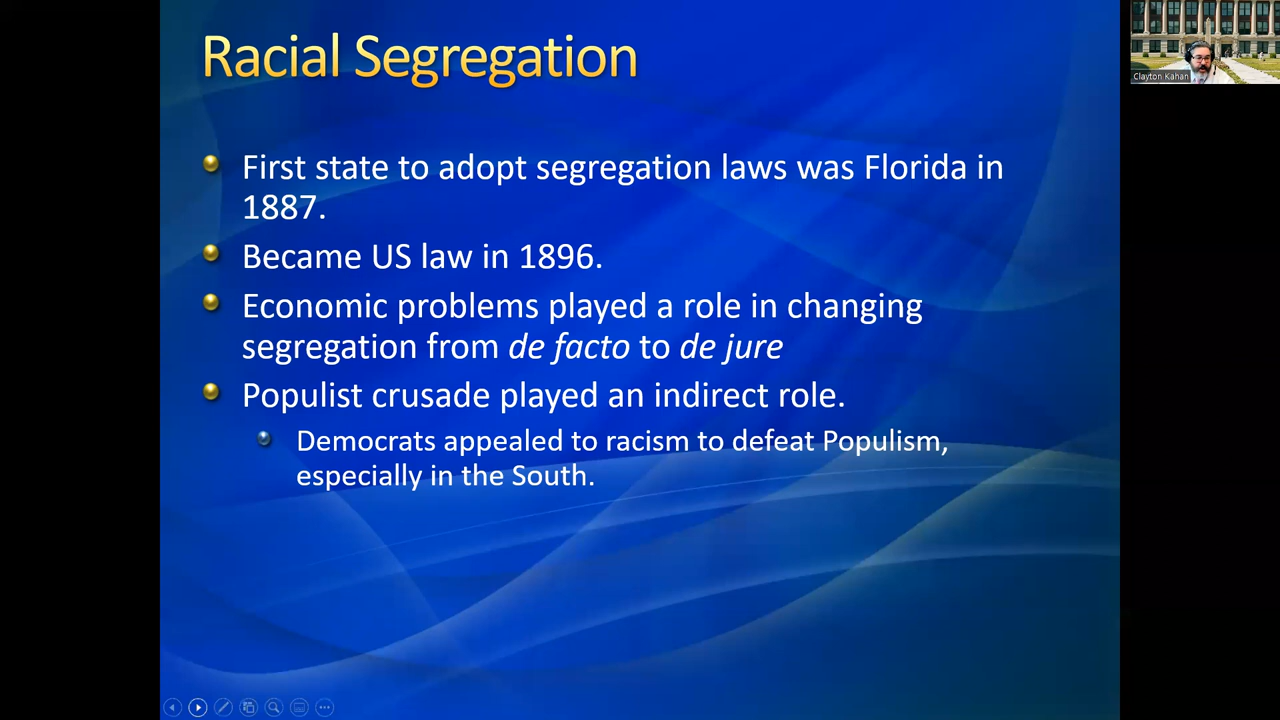 Racial Segregation
First state to adopt segregation laws was Florida in
1887.
Became US law in 1896.
Economic problems played a role in changing
segregation from de facto to de jure
Populist crusade played an indirect role.
Democrats appealed to racism to defeat Populism,
especially in the South.
Clayton Kahan